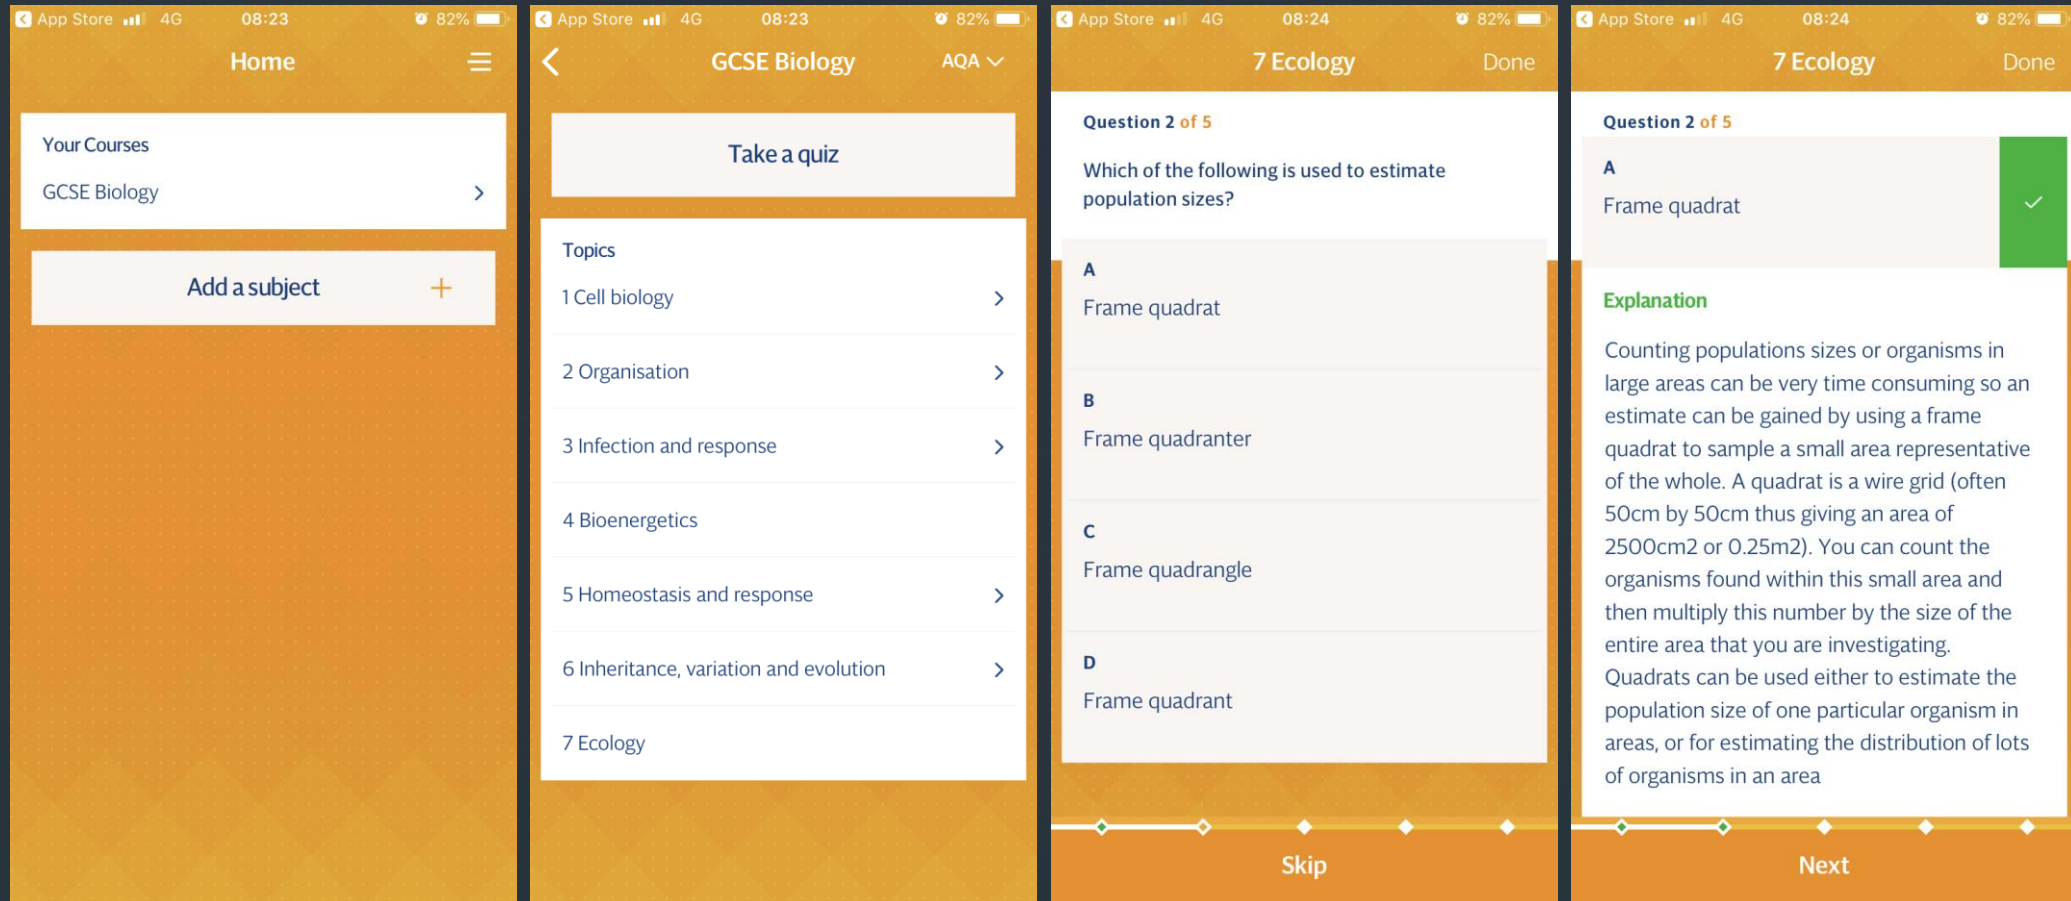 App Store 4G 08:23 82%
Home
Your Courses
GCSE Biology
Add a subject +
App Store 4G 08:23 82%
GCSE Biology AQA
Take a quiz
Topics
1 Cell biology
2 Organisation
3 Infection and response
4 Bioenergetics
5 Homeostasis and response
6 Inheritance, variation and evolution
7 Ecology
App Store 4G 08:24 82%
7 Ecology Done
Question 2 of 5
Which of the following is used to estimate
population sizes?
A
Frame quadrat
B
Frame quadranter
C
Frame quadrangle
D
Frame quadrant
Skip
App Store 4G 08:24 82%
7 Ecology Done
Question 2 of 5
A
Frame quadrat
Explanation
Counting populations sizes or organisms in
large areas can be very time consuming so an
estimate can be gained by using a frame
quadrat to sample a small area representative
of the whole. A quadrat is a wire grid (often
50cm by 50cm thus giving an area of
2500cm2 or 0.25m2). You can count the
organisms found within this small area and
then multiply this number by the size of the
entire area that you are investigating.
Quadrats can be used either to estimate the
population size of one particular organism in
areas, or for estimating the distribution of lots
of organisms in an area
Next